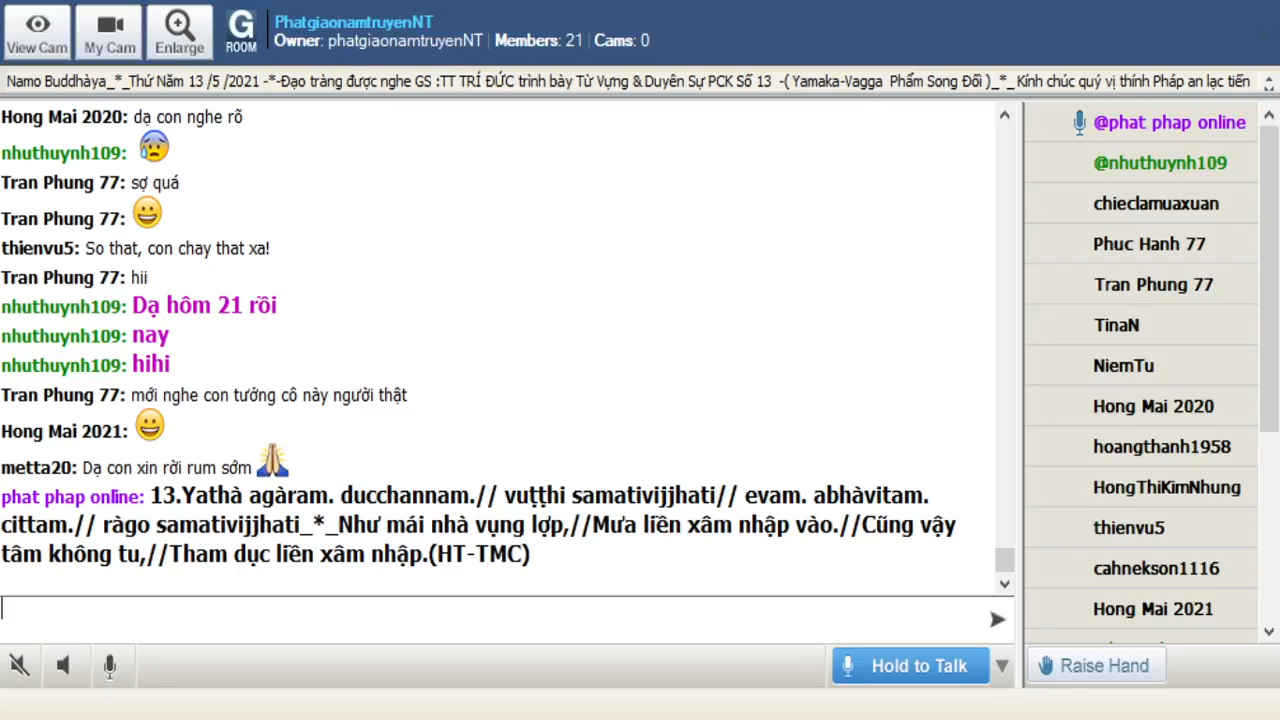 View Cam
My Cam
Enlarge
G
ROOM
PhatgiaonamtruyenNT
Owner: phatgiaonamtruyenNT | Members: 21 | Cams: 0
Namo Buddhàya_*_Thứ Năm 13 /5 /2021 -*-Đạo tràng được nghe GS :TT TRÍ ĐỨC trình bày Từ Vựng & Duyên Sự PCK Số 13 -( Yamaka-Vagga Phẩm Song Đối )_*_ Kính chúc quý vị thính Pháp an lạc tiến
Hong Mai 2020: dạ con nghe rõ
nhuthuynh109:
Tran Phung 77: sợ quá
Tran Phung 77:
thienvu5: So that, con chay that xa!
Tran Phung 77: hii
nhuthuynh109: Dạ hôm 21 rồi
nhuthuynh109: nay
nhuthuynh109: hihi
Tran Phung 77: mới nghe con tướng cô này người thật
Hong Mai 2021:
metta20: Dạ con xin rời rum sớm
phat phap online: 13.Yathà agàram. ducchannam.// vuṭṭhi samativijjhati// evam. abhàvitam.
cittam.// ràgo samativijjhati_*_Như mái nhà vụng lợp,//Mưa liền xâm nhập vào.//Cũng vậy
tâm không tu,//Tham dục liền xâm nhập.(HT-TMC)
@phat phap online
@nhuthuynh109
chieclamuaxuan
Phuc Hanh 77
Tran Phung 77
TinaN
NiemTu
Hong Mai 2020
hoangthanh1958
HongThiKimNhung
thienvu5
cahnekson1116
Hong Mai 2021
Hold to Talk
Raise Hand